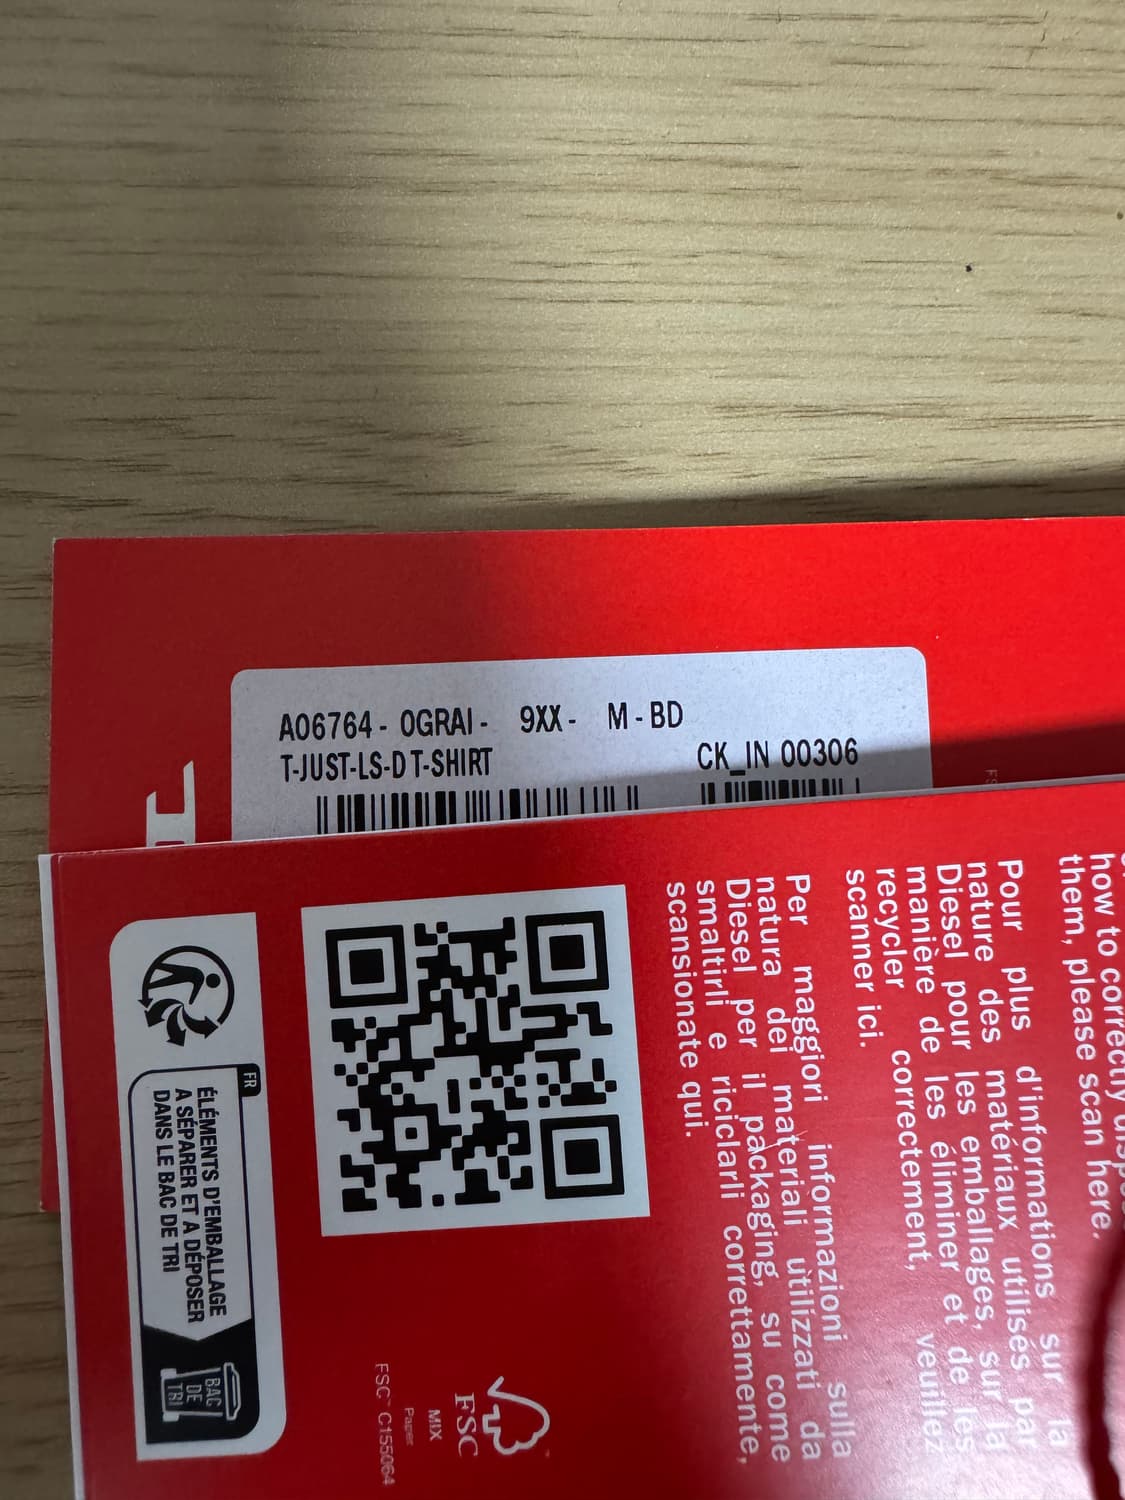 A06764 - 0GRAI - 9XX - M - BD
T-JUST-LS-D T-SHIRT
CK_IN 00306
how to correctly
them, please scan here.
Pour plus d'informations sur la
nature des matériaux utilisés par
Diesel pour les emballages, sur la
manière de les éliminer et de les
recycler correctement, veuillez
scanner ici.
Per maggiori informazioni sulla
natura dei materiali utilizzati da
Diesel per il packaging, su come
smaltirli e riciclarli correttamente,
scansionate qui.
FR
ÉLÉMENTS D'EMBALLAGE
A SÉPARER ET A DÉPOSER
DANS LE BAC DE TRI
BAC
DE
TRI
FSC
MIX
Paper
FSC™ C155064